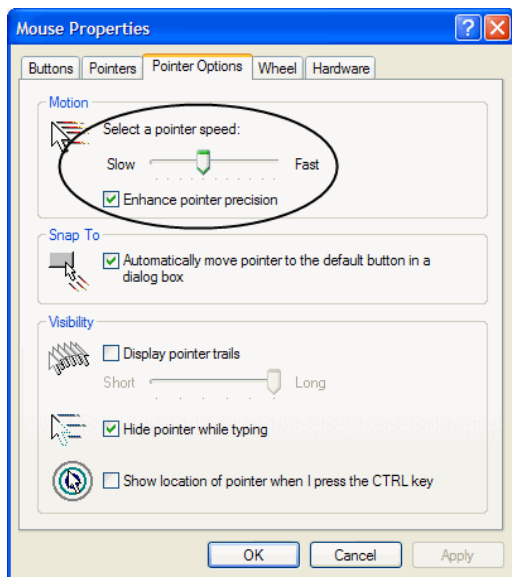 Mouse Properties
Buttons Pointers Pointer Options Wheel Hardware
Motion
Select a pointer speed:
Slow Fast
Enhance pointer precision
Snap To
Automatically move pointer to the default button in a
dialog box
Visibility
Display pointer trails
Short Long
Hide pointer while typing
Show location of pointer when I press the CTRL key
OK Cancel Apply